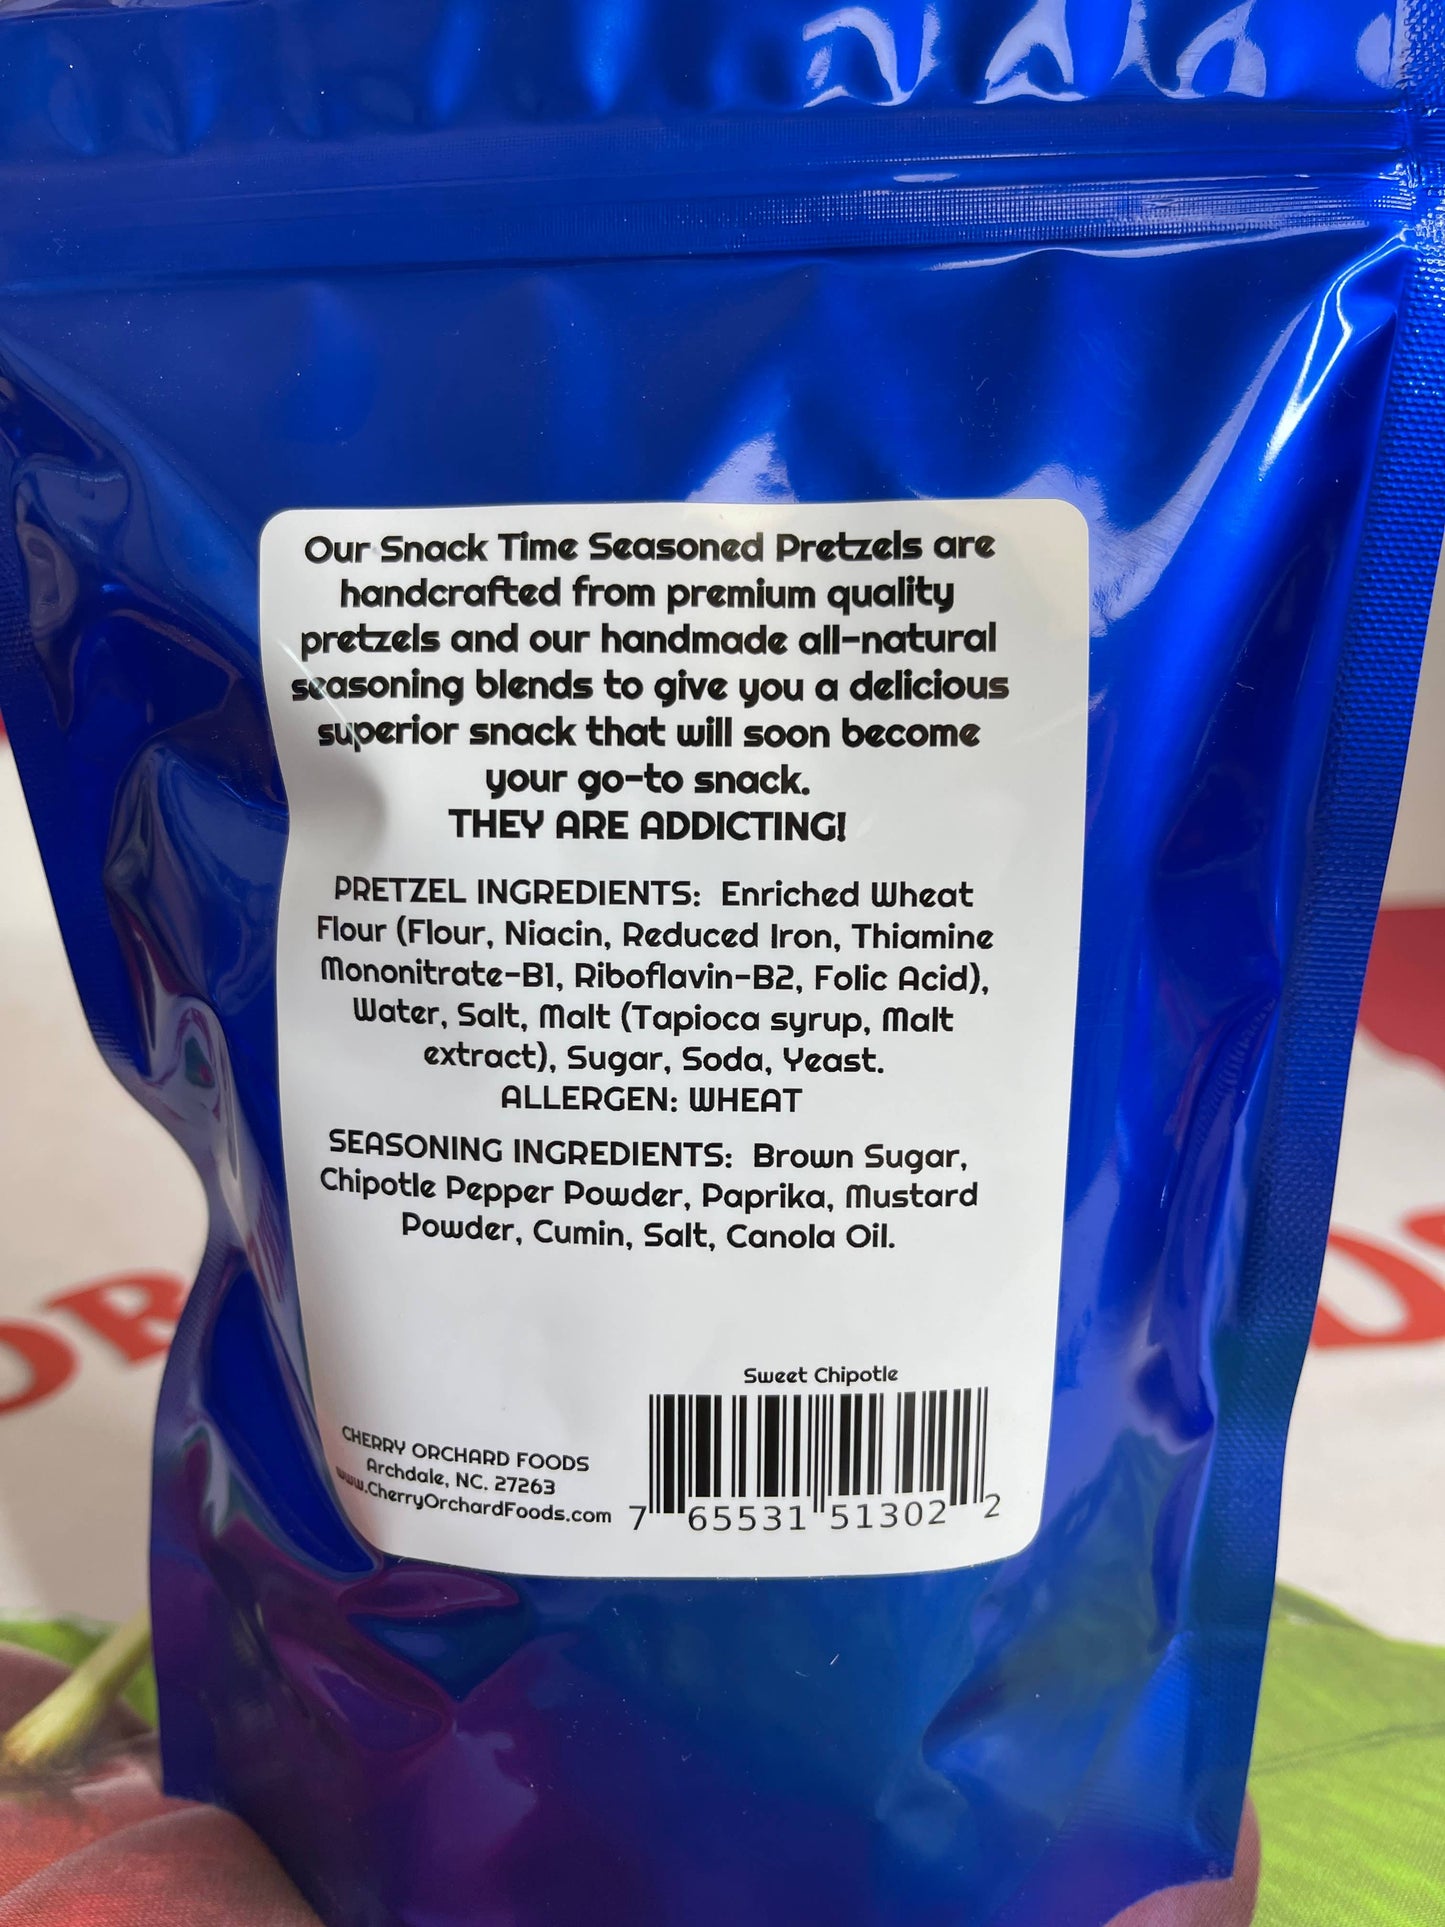 Our Snack Time Seasoned Pretzels are
handcrafted from premium quality
pretzels and our handmade all-natural
seasoning blends to give you a delicious
superior snack that will soon become
your go-to snack.
THEY ARE ADDICTING!
PRETZEL INGREDIENTS: Enriched Wheat
Flour (Flour, Niacin, Reduced Iron, Thiamine
Mononitrate-B1, Riboflavin-B2, Folic Acid),
Water, Salt, Malt (Tapioca syrup, Malt
extract), Sugar, Soda, Yeast.
ALLERGEN: WHEAT
SEASONING INGREDIENTS: Brown Sugar,
Chipotle Pepper Powder, Paprika, Mustard
Powder, Cumin, Salt, Canola Oil.
Sweet Chipotle
CHERRY ORCHARD FOODS
Archdale, NC. 27263
www.CherryOrchardFoods.com
7 65531 51302 2